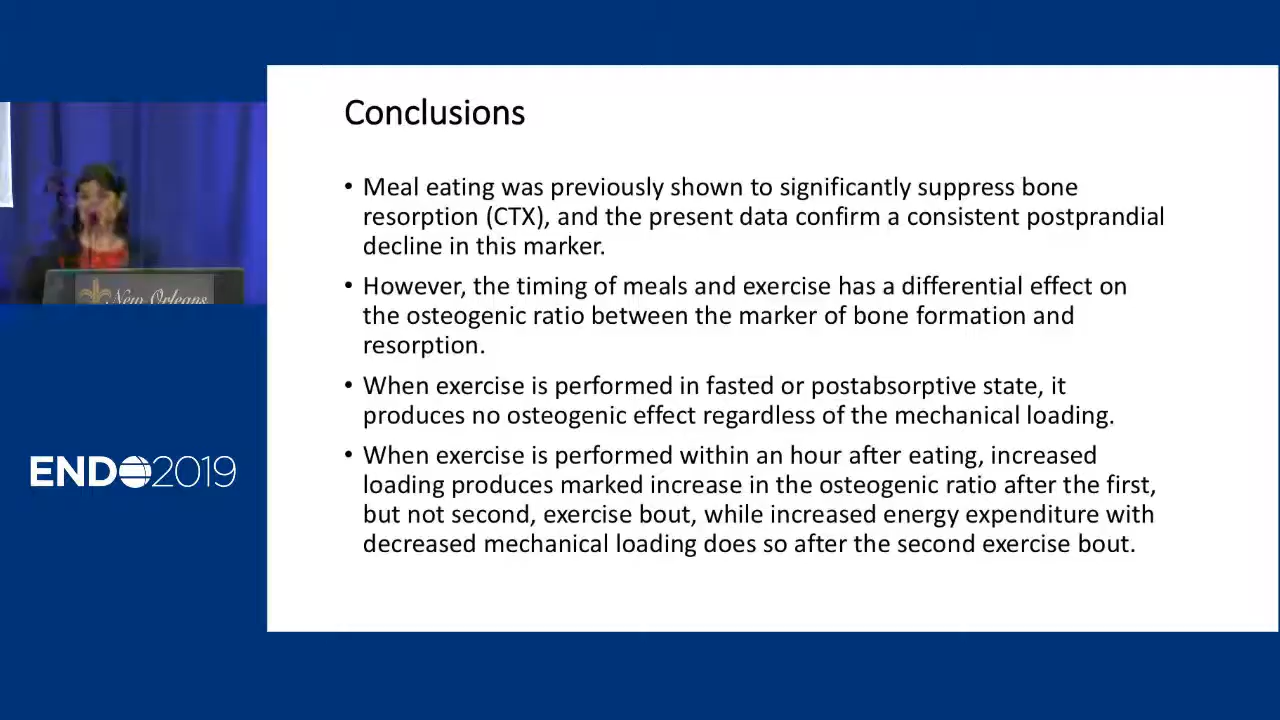 Conclusions
• Meal eating was previously shown to significantly suppress bone
resorption (CTX), and the present data confirm a consistent postprandial
decline in this marker.
• However, the timing of meals and exercise has a differential effect on
the osteogenic ratio between the marker of bone formation and
resorption.
• When exercise is performed in fasted or postabsorptive state, it
produces no osteogenic effect regardless of the mechanical loading.
• When exercise is performed within an hour after eating, increased
loading produces marked increase in the osteogenic ratio after the first,
but not second, exercise bout, while increased energy expenditure with
decreased mechanical loading does so after the second exercise bout.
New Orleans
ENDO2019